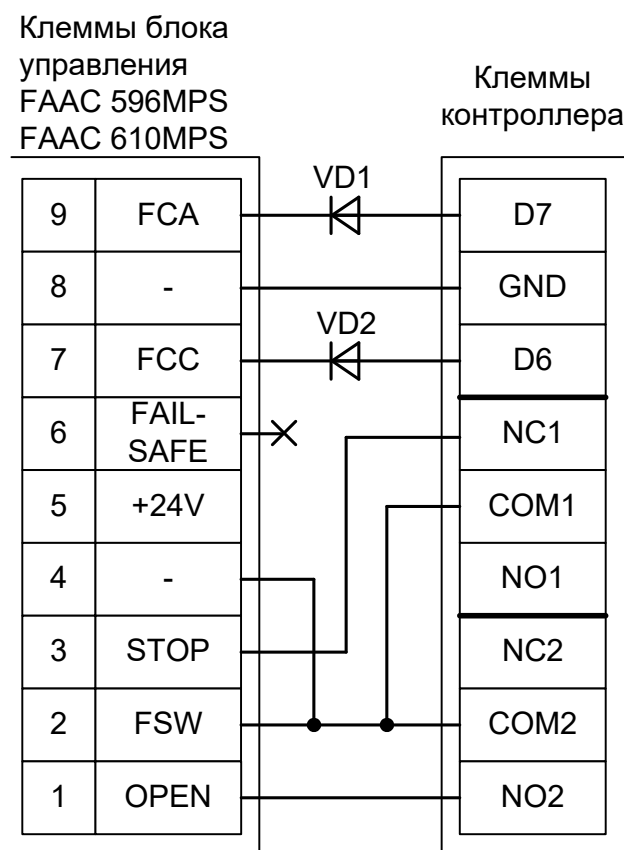 Клеммы блока
управления
FAAC 596MPS
FAAC 610MPS
Клеммы
контроллера
VD1
9 FCA D7
8 - GND
VD2
7 FCC D6
6 FAIL-
SAFE NC1
5 +24V COM1
4 - NO1
3 STOP NC2
2 FSW COM2
1 OPEN NO2